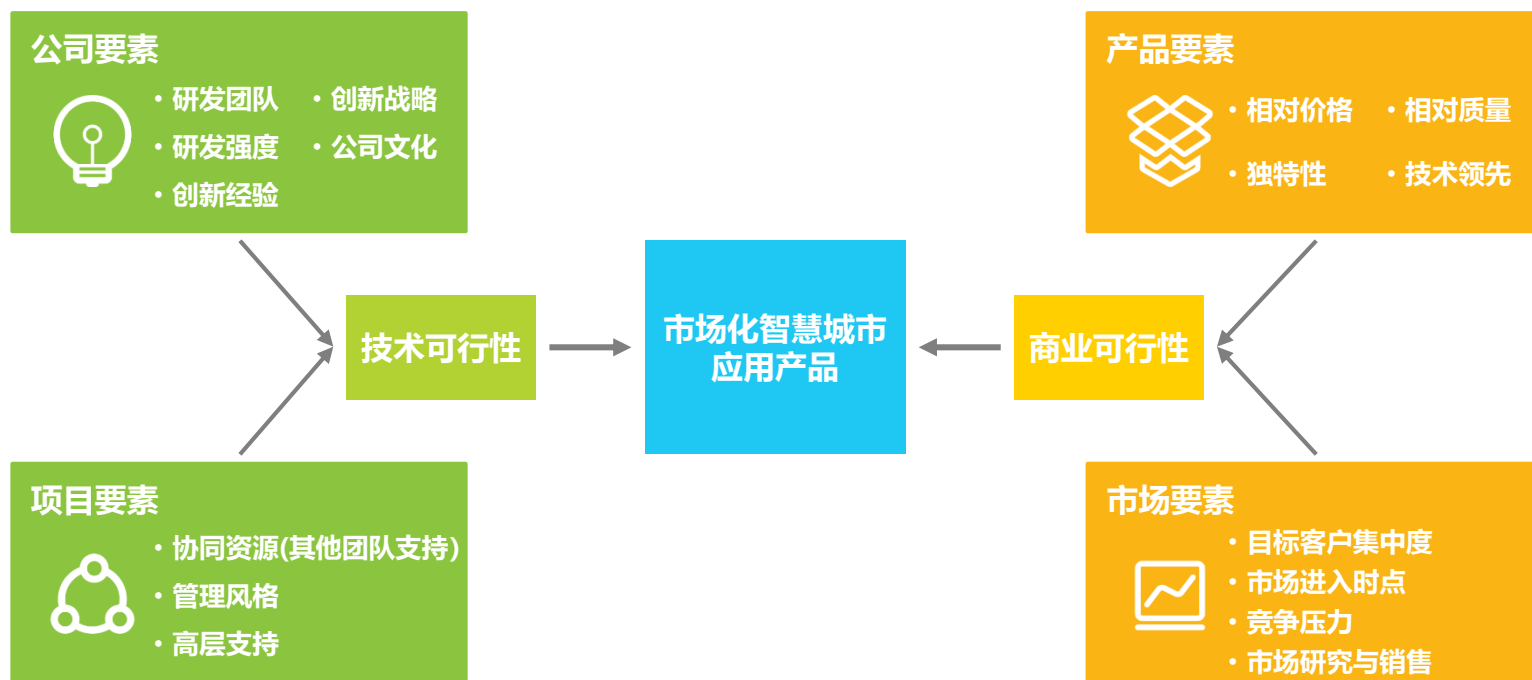 公司要素
· 研发团队 · 创新战略
· 研发强度 · 公司文化
· 创新经验
产品要素
· 相对价格 · 相对质量
· 独特性 · 技术领先
技术可行性
市场化智慧城市
应用产品
商业可行性
项目要素
· 协同资源(其他团队支持)
· 管理风格
· 高层支持
市场要素
· 目标客户集中度
· 市场进入时点
· 竞争压力
· 市场研究与销售